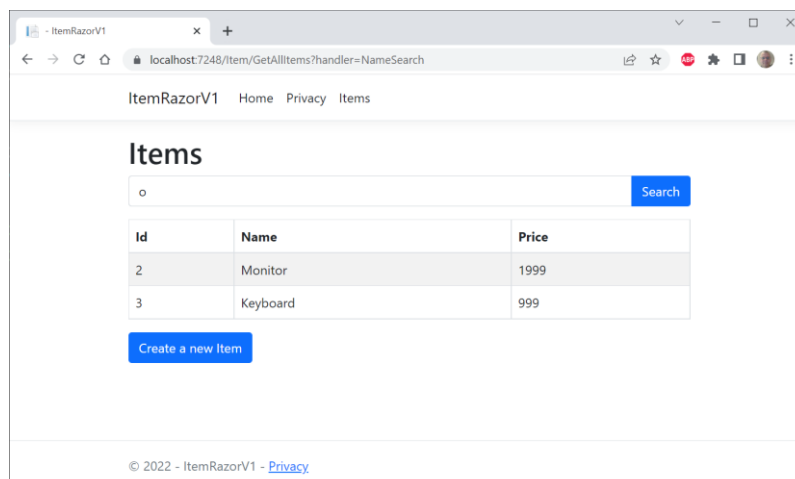 - ItemRazorV1
localhost:7248/Item/GetAllItems?handler=NameSearch
ABP
ItemRazorV1 Home Privacy Items
Items
o Search
Id Name Price
2 Monitor 1999
3 Keyboard 999
Create a new Item
© 2022 - ItemRazorV1 - Privacy